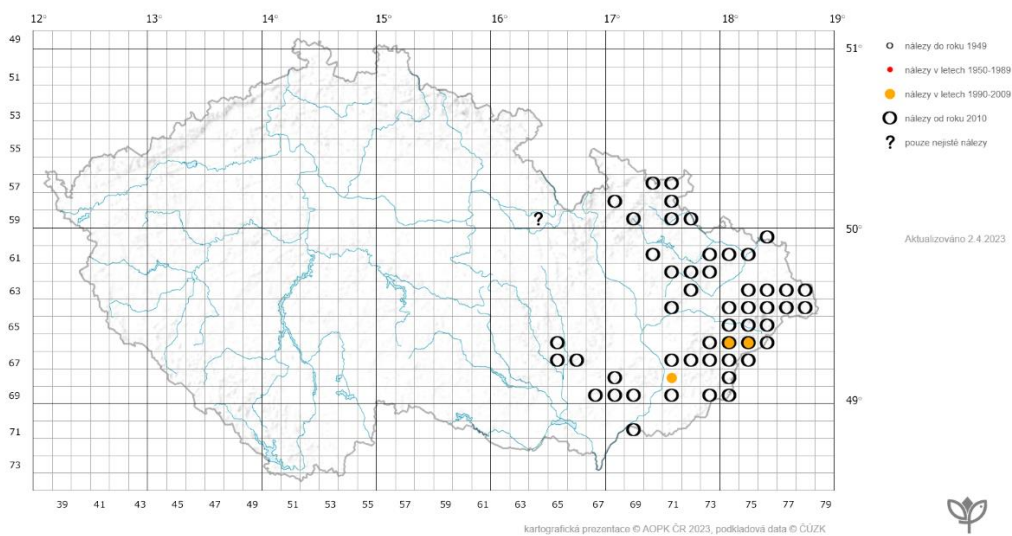 12° 13° 14° 15° 16° 17° 18° 19°
49 51°
51
53
55
57
59 50°
61
63
65
67
69 49°
71
73
39 41 43 45 47 49 51 53 55 57 59 61 63 65 67 69 71 73 75 77 79
?
nálezy do roku 1949
nálezy v letech 1950-1989
nálezy v letech 1990-2009
nálezy od roku 2010
? pouze nejisté nálezy
Aktualizováno 2.4.2023
kartografická prezentace © AOPK ČR 2023, podkladová data © ČÚZK